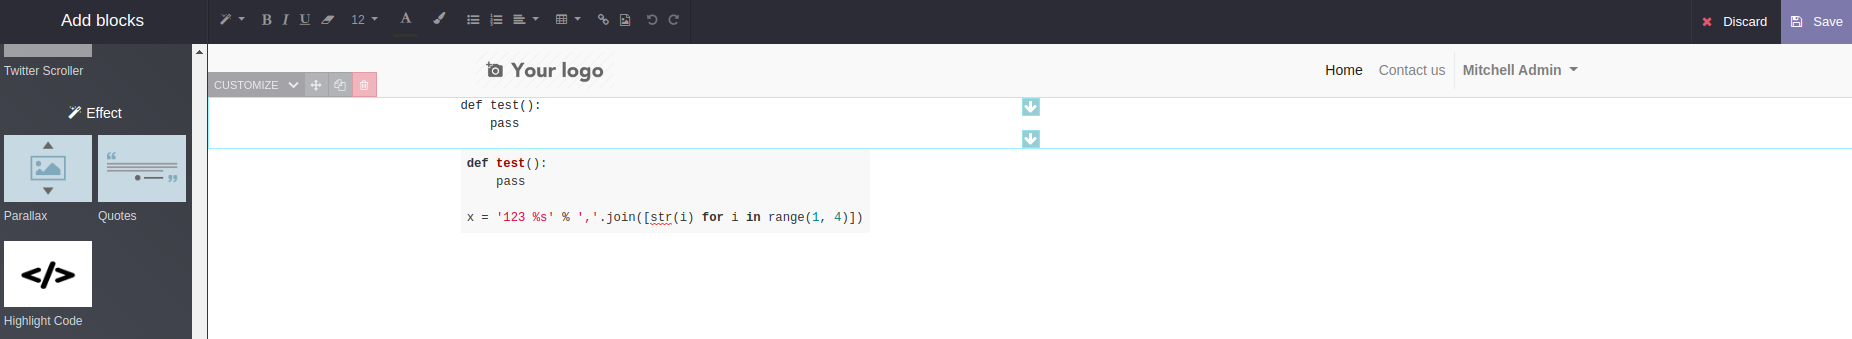 Add blocks
B I U 12 A
Discard
Save
Twitter Scroller
Effect
Parallax
Quotes
</>
Highlight Code
CUSTOMIZE
Your logo
Home
Contact us
Mitchell Admin
def test():
    pass
def test():
    pass
x = '123 %s' % ','.join([str(i) for i in range(1, 4)])